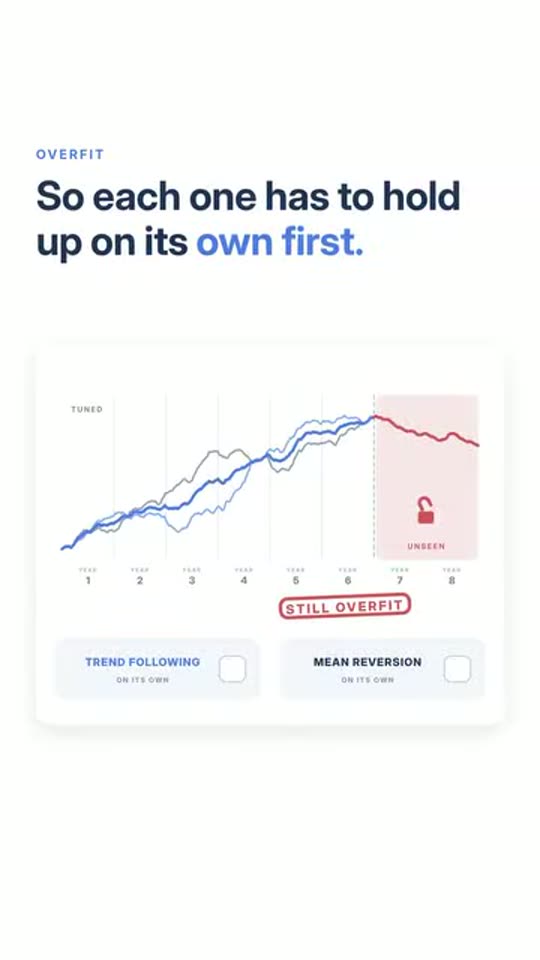 OVERFIT
So each one has to hold
up on its own first.
TUNED
UNSEEN
YEAR YEAR YEAR YEAR YEAR YEAR YEAR YEAR
1 2 3 4 5 6 7 8
STILL OVERFIT
TREND FOLLOWING
ON ITS OWN
MEAN REVERSION
ON ITS OWN